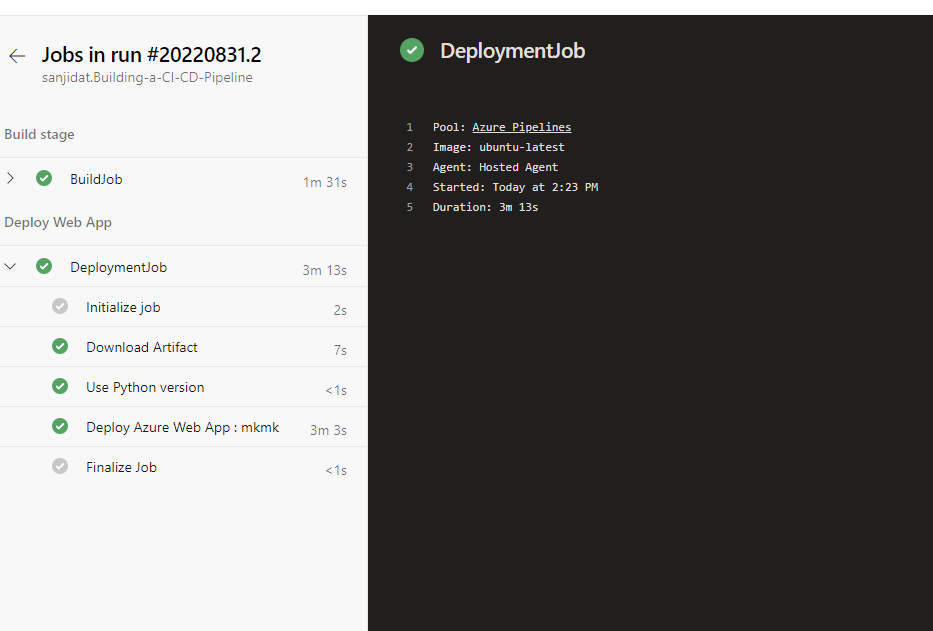 Jobs in run #20220831.2
sanjidat.Building-a-CI-CD-Pipeline
Build stage
BuildJob 1m 31s
Deploy Web App
DeploymentJob 3m 13s
Initialize job 2s
Download Artifact 7s
Use Python version <1s
Deploy Azure Web App : mkmk 3m 3s
Finalize Job <1s
DeploymentJob
1 Pool: Azure Pipelines
2 Image: ubuntu-latest
3 Agent: Hosted Agent
4 Started: Today at 2:23 PM
5 Duration: 3m 13s